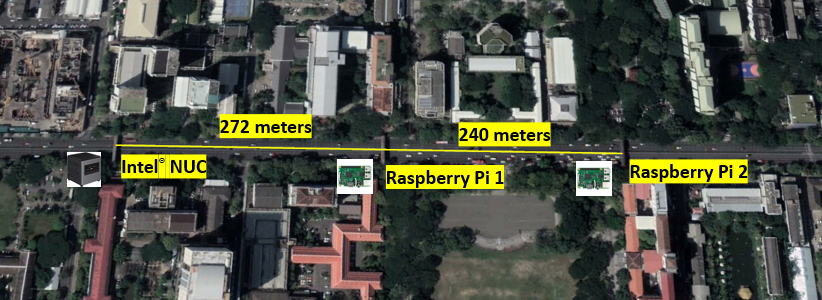 272 meters
240 meters
Intel® NUC
Raspberry Pi 1
Raspberry Pi 2